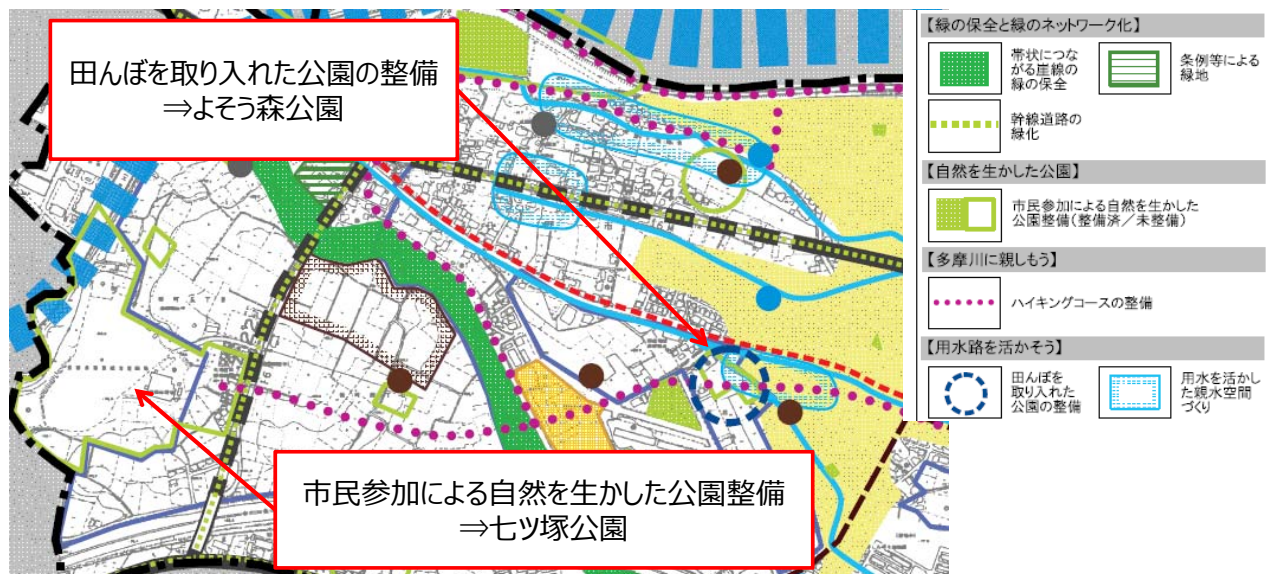 田んぼを取り入れた公園の整備
⇒よそう森公園
市民参加による自然を生かした公園整備
⇒七ツ塚公園
【緑の保全と緑のネットワーク化】
帯状につな
がる崖線の
緑の保全
条例等による
緑地
幹線道路の
緑化
【自然を生かした公園】
市民参加による自然を生かした
公園整備(整備済／未整備)
【多摩川に親しもう】
ハイキングコースの整備
【用水路を活かそう】
田んぼを
取り入れた
公園の整備
用水を活かし
た親水空間
づくり